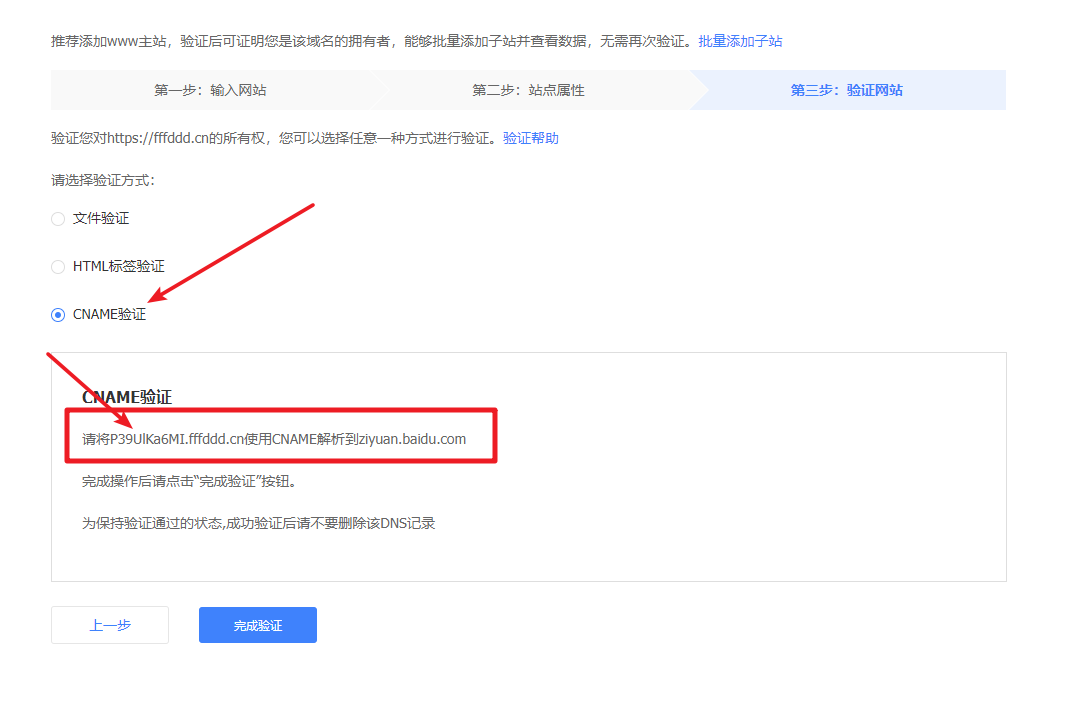 推荐添加www主站，验证后可证明您是该域名的拥有者，能够批量添加子站并查看数据，无需再次验证。批量添加子站
第一步：输入网站
第二步：站点属性
第三步：验证网站
验证您对https://fffddd.cn的所有权，您可以选择任意一种方式进行验证。验证帮助
请选择验证方式：
文件验证
HTML标签验证
CNAME验证
CNAME验证
请将P39UlKa6MI.fffddd.cn使用CNAME解析到ziyuan.baidu.com
完成操作后请点击“完成验证”按钮。
为保持验证通过的状态,成功验证后请不要删除该DNS记录
上一步
完成验证